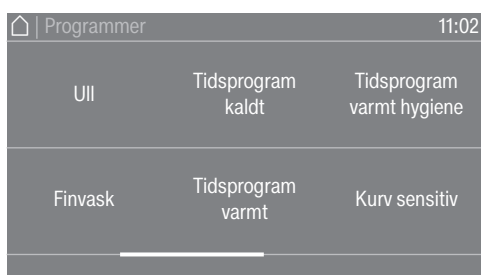 | Programmer 11:02
Ull
Tidsprogram
kaldt
Tidsprogram
varmt hygiene
Finvask
Tidsprogram
varmt
Kurv sensitiv